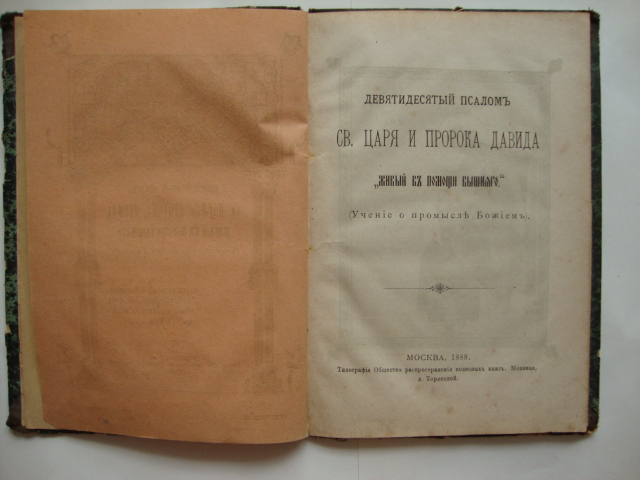 ДЕВЯТИДЕСЯТЫЙ ПСАЛОМЪ
СВ. ЦАРЯ И ПРОРОКА ДАВИДА
„ЖИВЫЙ ВЪ ПОМОЩИ ВЫШНЯГО.“
(Ученіе о промыслѣ Божіемъ).
МОСКВА, 1888.
Типографія Общества распространенія полезныхъ книгъ. Моховая,
д. Торлецкой.